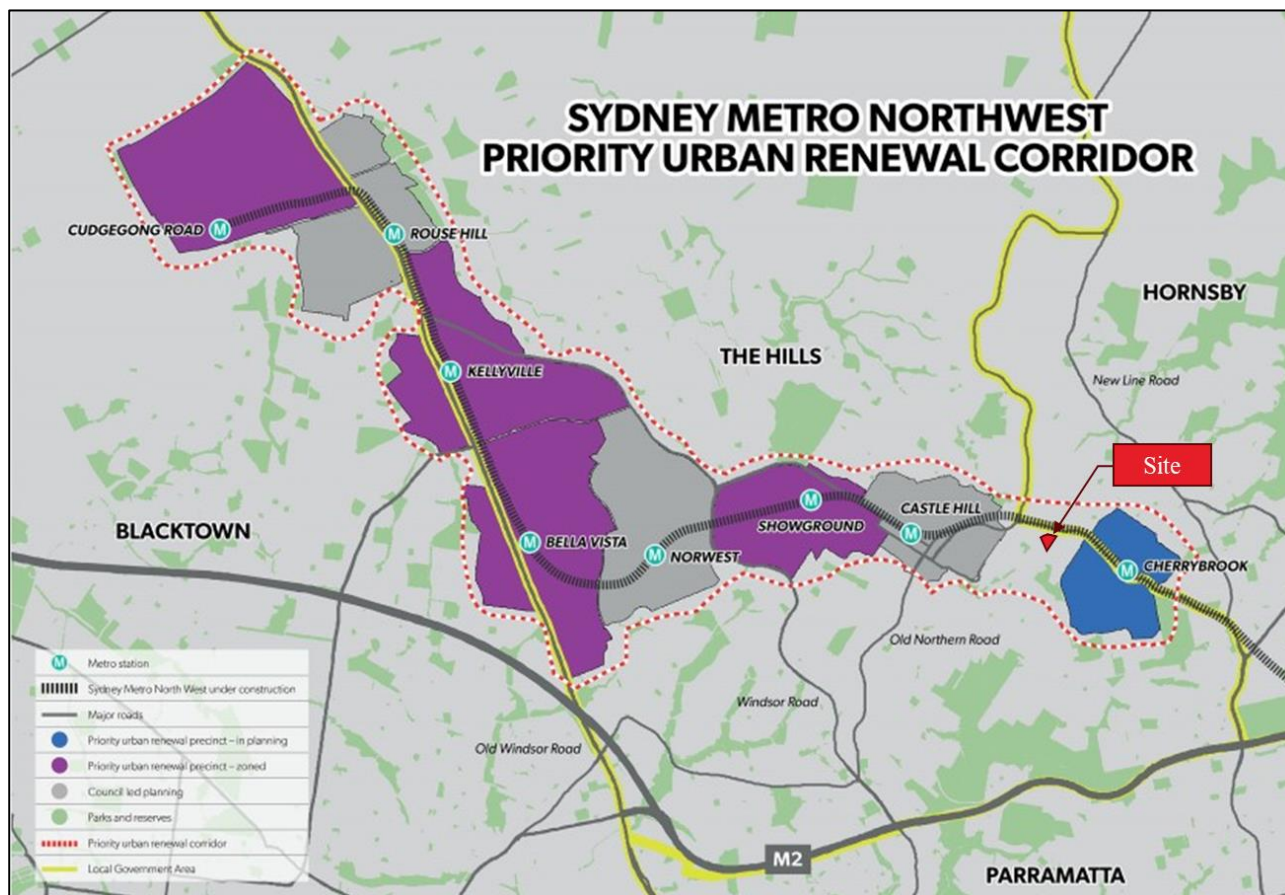 SYDNEY METRO NORTHWEST
PRIORITY URBAN RENEWAL CORRIDOR
CUDGEGONG ROAD
M
M
ROUSE HILL
HORNSBY
THE HILLS
M
KELLYVILLE
New Line Road
Site
BLACKTOWN
M
SHOWGROUND
CASTLE HILL
M
M
BELLA VISTA
M
NORWEST
M
CHERRYBROOK
Old Northern Road
Windsor Road
Old Windsor Road
M2
PARRAMATTA
M Metro station
Sydney Metro North West under construction
Major roads
Priority urban renewal precinct – in planning
Priority urban renewal precinct – zoned
Council led planning
Parks and reserves
Priority urban renewal corridor
Local Government Area